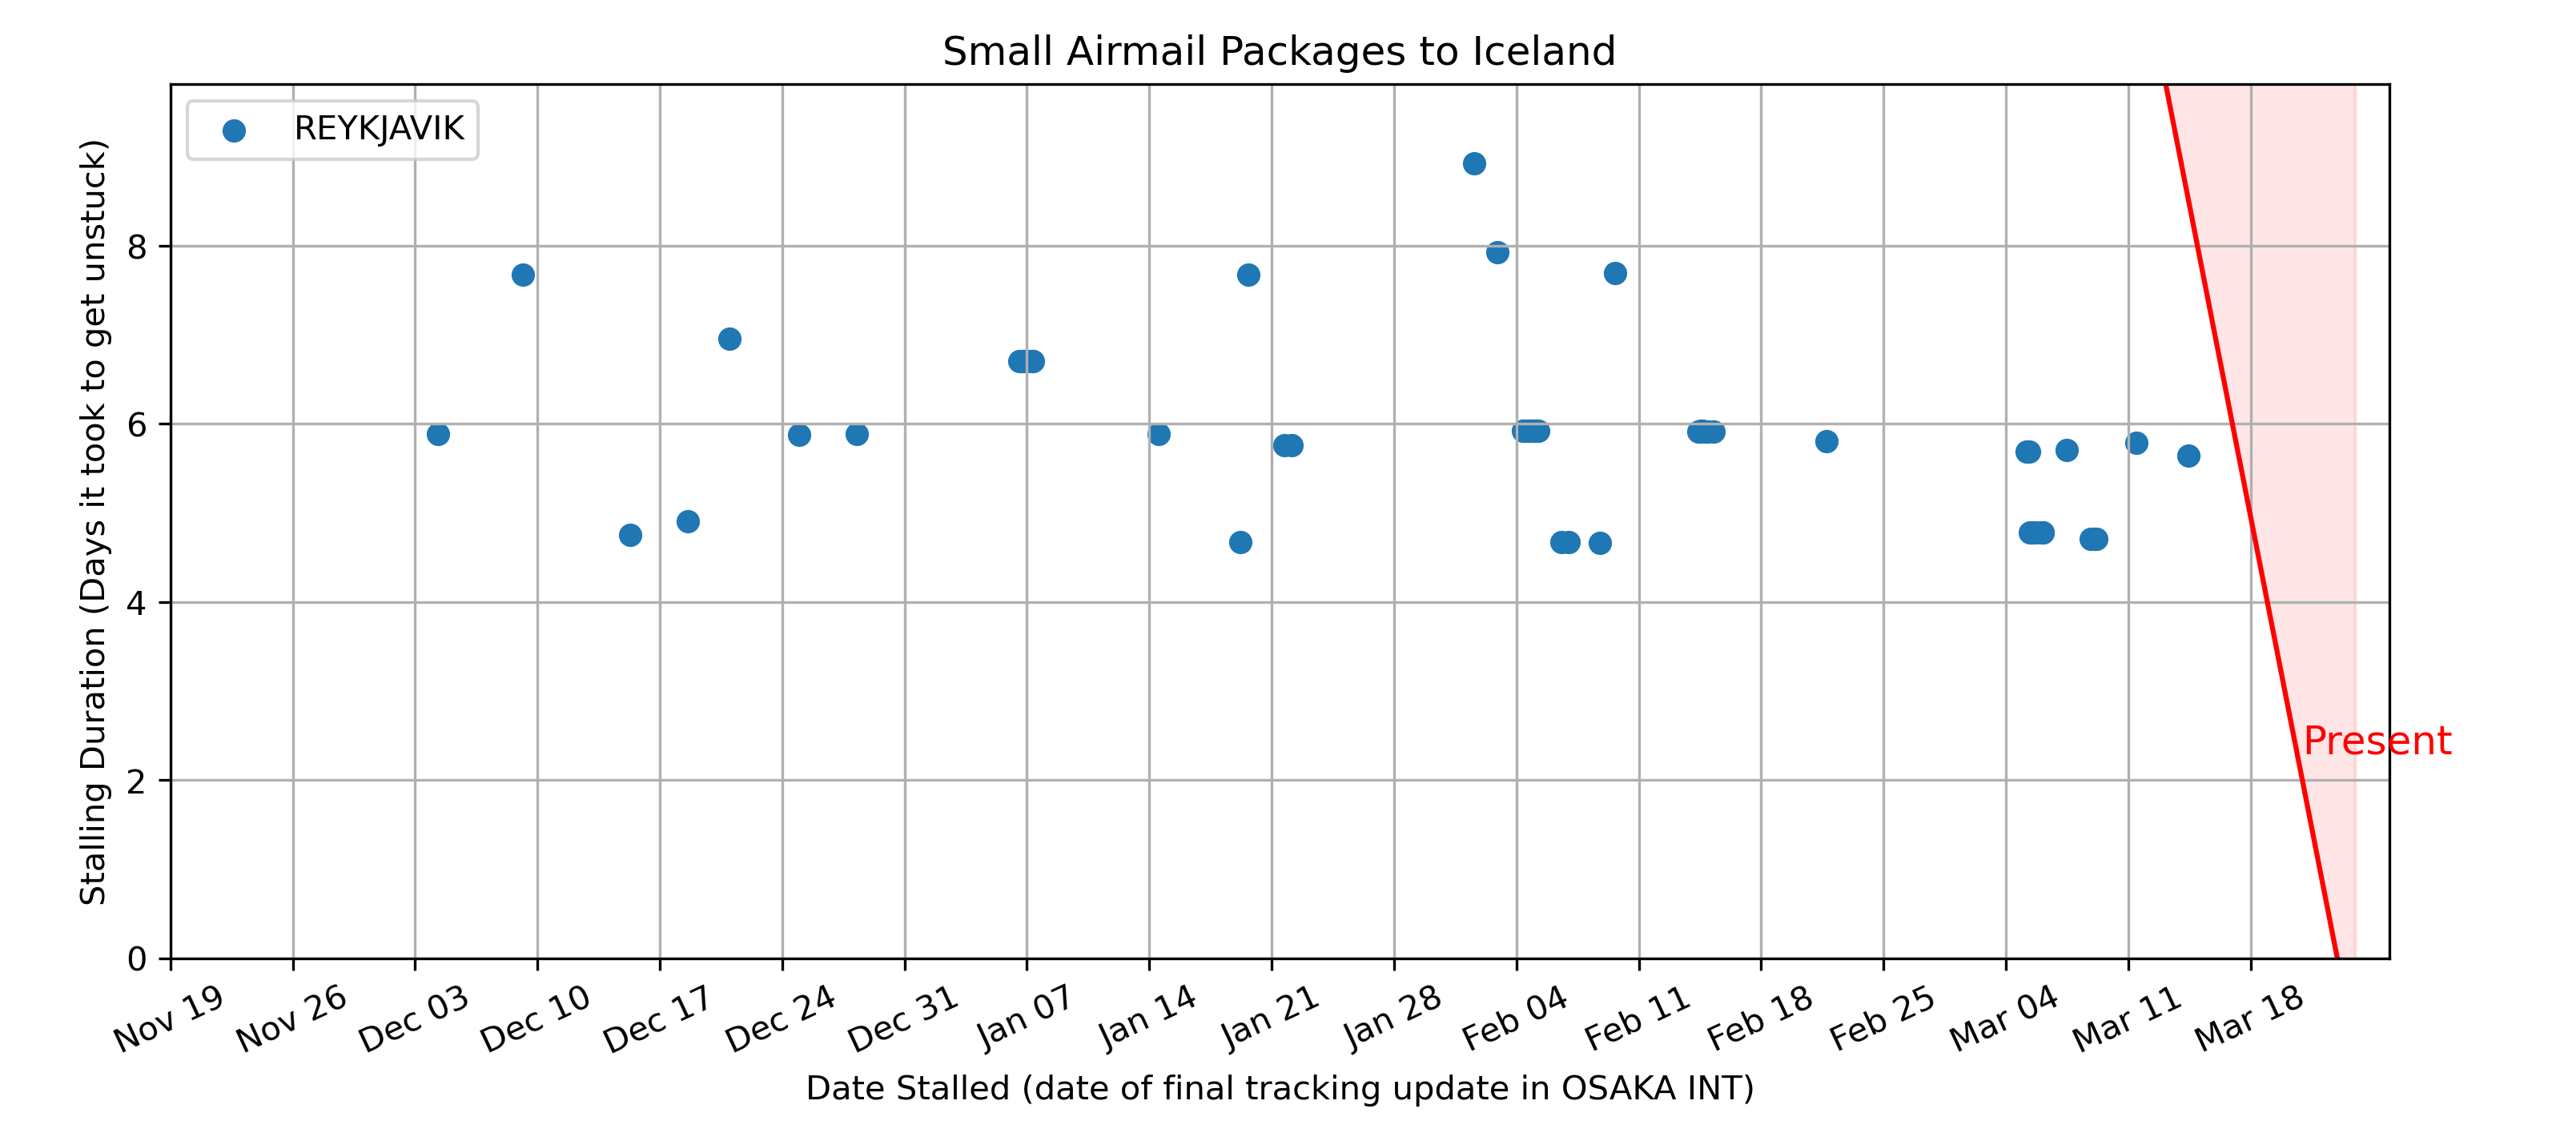 Small Airmail Packages to Iceland
REYKJAVIK
Stalling Duration (Days it took to get unstuck)
8
6
4
2
0
Present
Nov 19 Nov 26 Dec 03 Dec 10 Dec 17 Dec 24 Dec 31 Jan 07 Jan 14 Jan 21 Jan 28 Feb 04 Feb 11 Feb 18 Feb 25 Mar 04 Mar 11 Mar 18
Date Stalled (date of final tracking update in OSAKA INT)